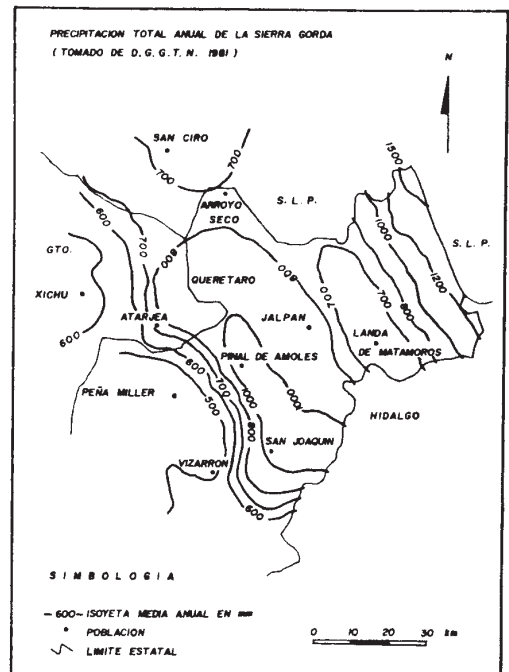 PRECIPITACION TOTAL ANUAL DE LA SIERRA GORDA
( TOMADO DE D.G.G.T.N. 1981 )
N
SAN CIRO
1500
700
700
ARROYO
SECO
S. L. P.
600
1000
700
S. L. P.
GTO.
800
800
1200
QUERETARO
700
700
XICHU
800
ATARJEA
JALPAN
LANDA
DE MATAMOROS
600
600
PINAL DE AMOLES
700
PEÑA MILLER
500
1000
1000
HIDALGO
800
SAN JOAQUIN
VIZARRON
600
SIMBOLOGIA
~ 600 ~ ISOYETA MEDIA ANUAL EN mm
• POBLACION
LIMITE ESTATAL
0 10 20 30 km